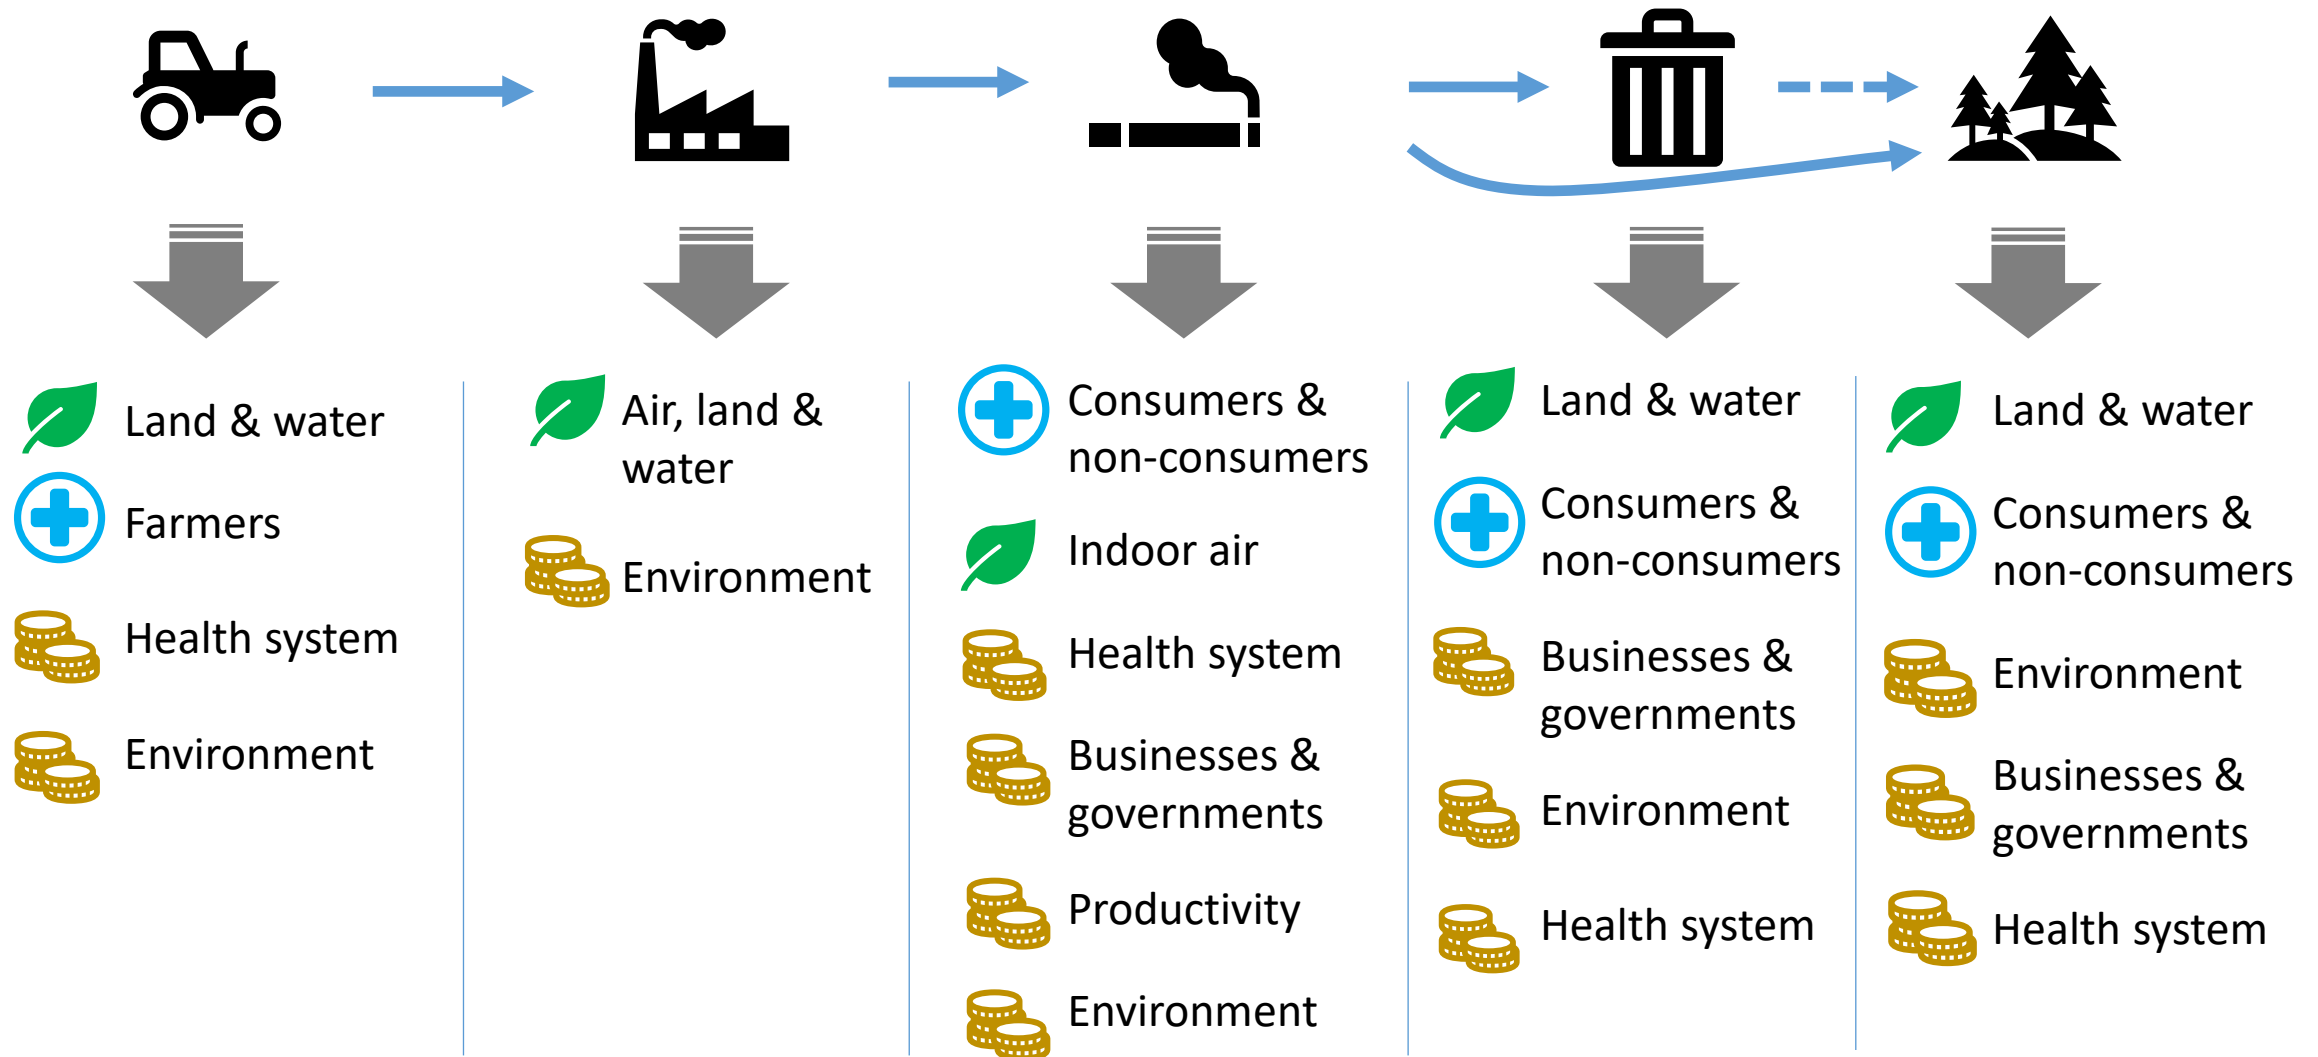 Land & water
Farmers
Health system
Environment
Air, land &
water
Environment
Consumers &
non-consumers
Indoor air
Health system
Businesses &
governments
Productivity
Environment
Land & water
Consumers &
non-consumers
Businesses &
governments
Environment
Health system
Land & water
Consumers &
non-consumers
Environment
Businesses &
governments
Health system